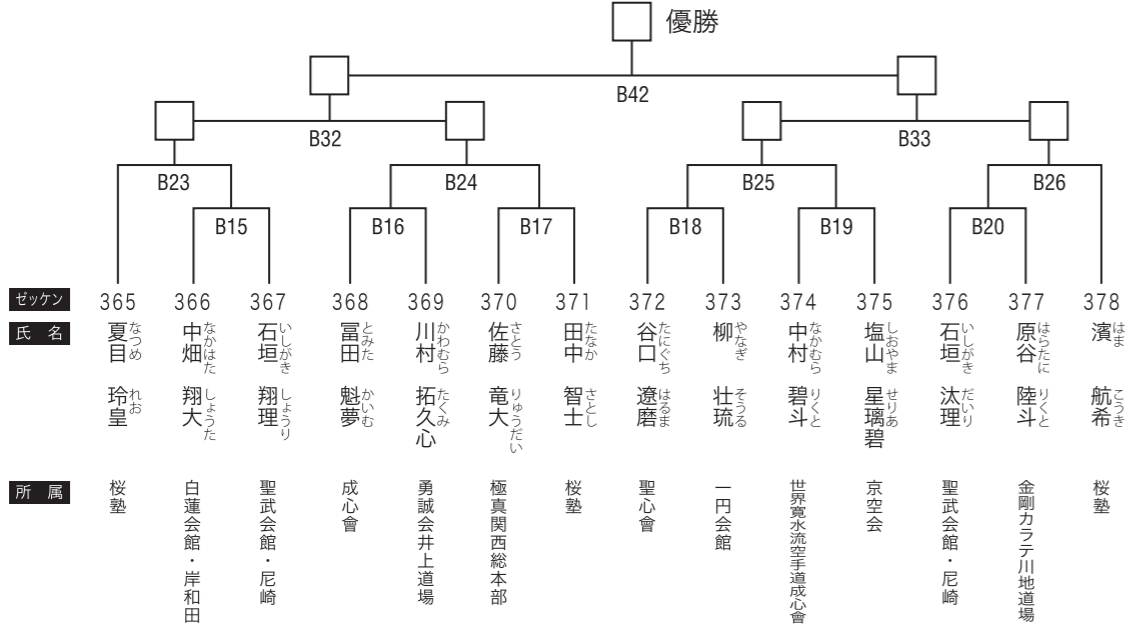 優勝
B42
B32
B33
B23
B24
B25
B26
B15
B16
B17
B18
B19
B20
ゼッケン
365
366
367
368
369
370
371
372
373
374
375
376
377
378
氏 名
夏目 玲皇
なつめ れお
中畑 翔大
なかはた しょうた
石垣 翔理
いしがき しょうり
冨田 魁夢
とみた かいむ
川村 拓久心
かわむら たくみ
佐藤 竜大
さとう りゅうだい
田中 智士
たなか さとし
谷口 遼磨
たにぐち はるま
柳 壮琉
やなぎ そうる
中村 碧斗
なかむら りくと
塩山 星璃碧
しおやま せりあ
石垣 汰理
いしがき だいり
原谷 陸斗
はらたに りくと
濱 航希
はま こうき
所 属
桜塾
白蓮会館・岸和田
聖武会館・尼崎
成心會
勇誠会井上道場
極真関西総本部
桜塾
聖心會
一円会館
世界寛水流空手道成心會
京空会
聖武会館・尼崎
金剛カラテ川地道場
桜塾